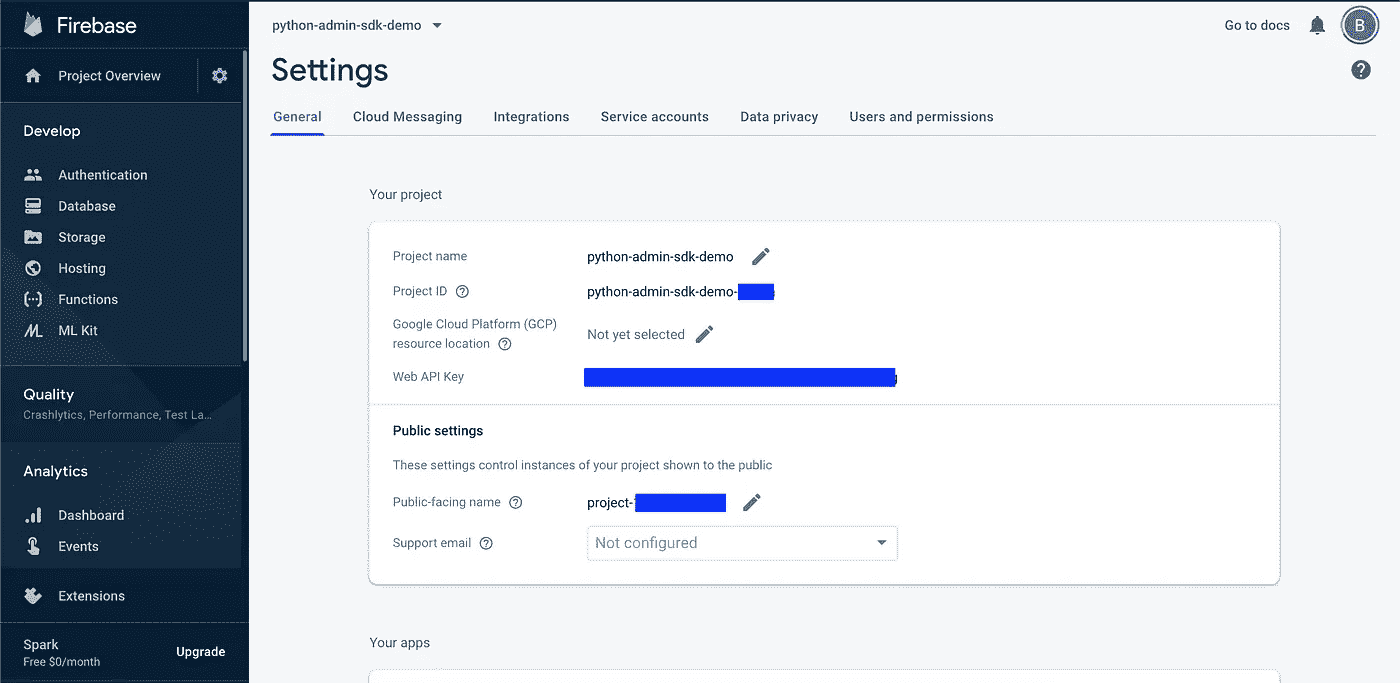 Firebase
python-admin-sdk-demo
Go to docs
B
Project Overview
Settings
General Cloud Messaging Integrations Service accounts Data privacy Users and permissions
Develop
Authentication
Database
Storage
Hosting
Functions
ML Kit
Quality
Crashlytics, Performance, Test La...
Analytics
Dashboard
Events
Extensions
Spark
Free $0/month
Upgrade
Your project
Project name python-admin-sdk-demo
Project ID python-admin-sdk-demo-
Google Cloud Platform (GCP)
resource location
Not yet selected
Web API Key
Public settings
These settings control instances of your project shown to the public
Public-facing name project-
Support email Not configured
Your apps